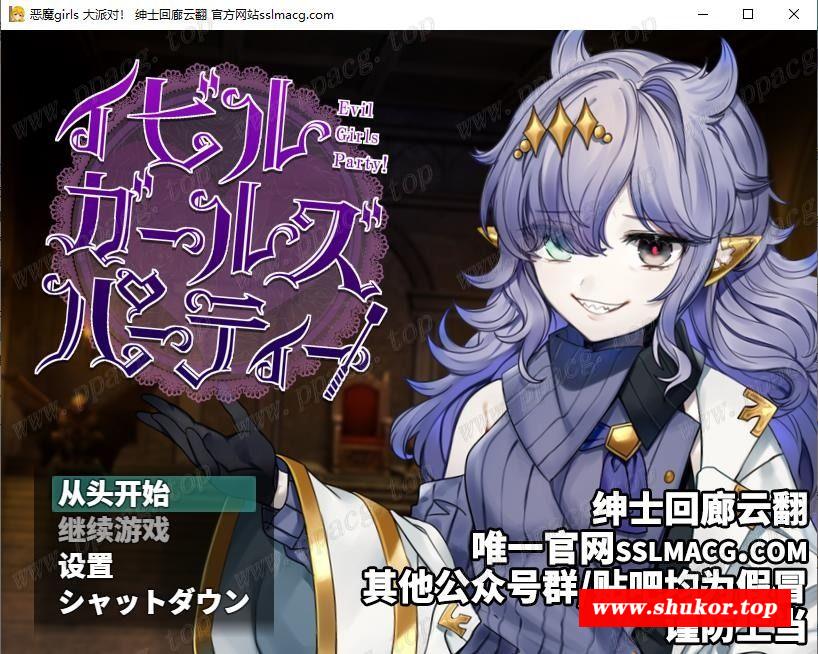 恶魔girls 大派对! 绅士回廊云翻 官方网站sslmacg.com
イビル
ガールズ
パーティー!
Evil
Girls
Party!
从头开始
继续游戏
设置
シャットダウン
绅士回廊云翻
唯一官网SSLMACG.COM
其他公众号群/贴吧均为假冒
谨防上当
www.shukor.top
www.ppacg.top